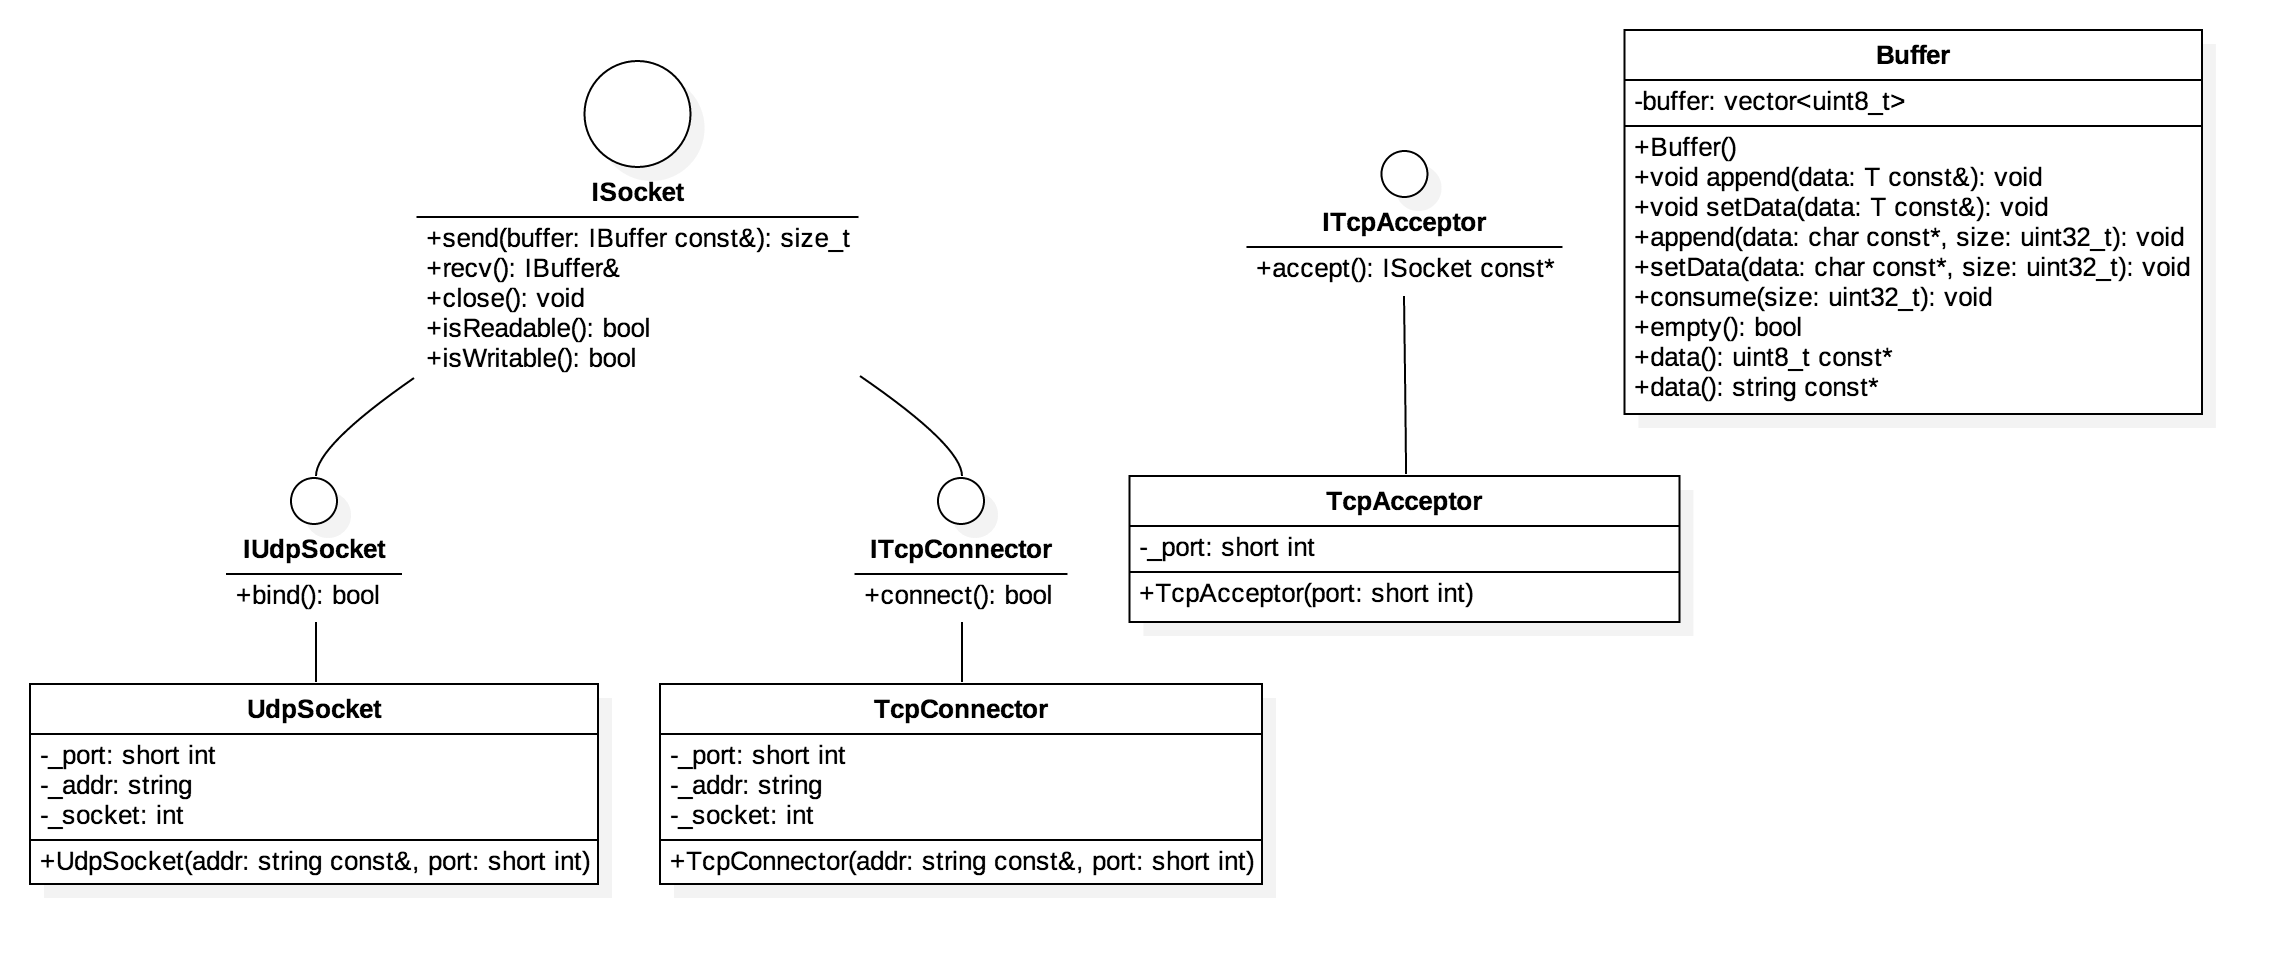 ISocket
+send(buffer: IBuffer const&): size_t
+recv(): IBuffer&
+close(): void
+isReadable(): bool
+isWritable(): bool
ITcpAcceptor
+accept(): ISocket const*
Buffer
-buffer: vector<uint8_t>
+Buffer()
+void append(data: T const&): void
+void setData(data: T const&): void
+append(data: char const*, size: uint32_t): void
+setData(data: char const*, size: uint32_t): void
+consume(size: uint32_t): void
+empty(): bool
+data(): uint8_t const*
+data(): string const*
IUdpSocket
+bind(): bool
ITcpConnector
+connect(): bool
TcpAcceptor
-_port: short int
+TcpAcceptor(port: short int)
UdpSocket
-_port: short int
-_addr: string
-_socket: int
+UdpSocket(addr: string const&, port: short int)
TcpConnector
-_port: short int
-_addr: string
-_socket: int
+TcpConnector(addr: string const&, port: short int)